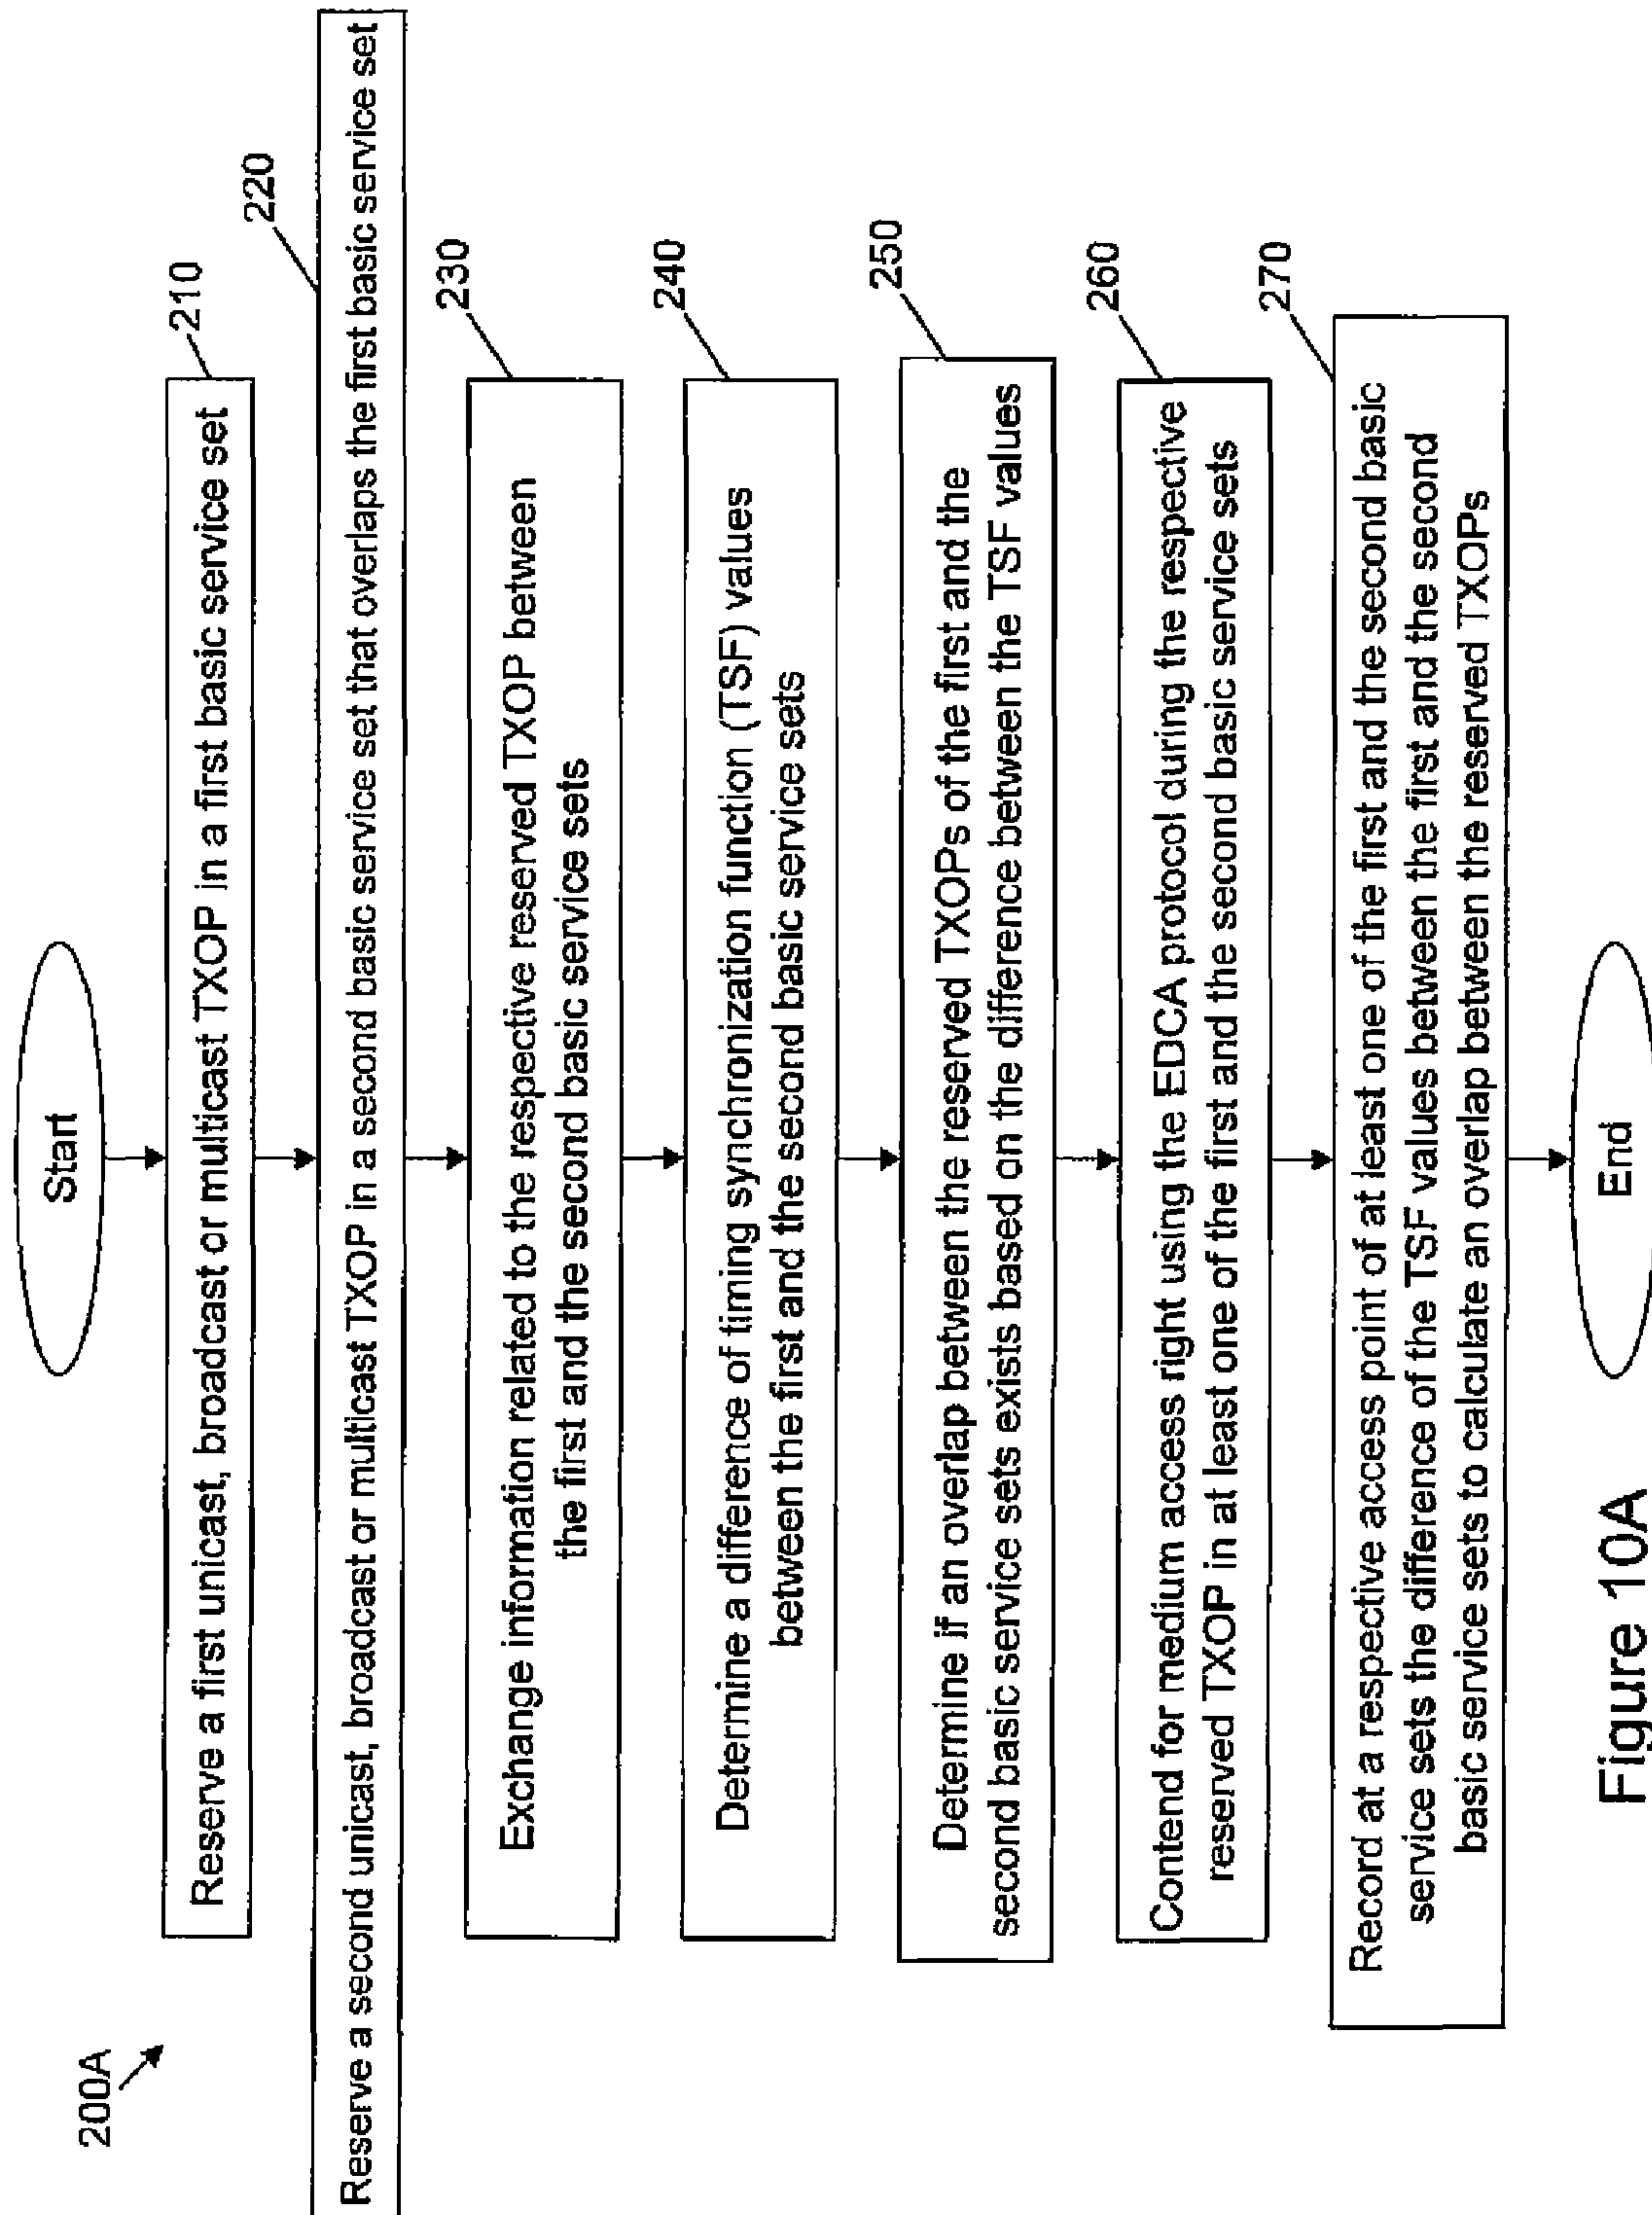 200A
Start
210
Reserve a first unicast, broadcast or multicast TXOP in a first basic service set
220
Reserve a second unicast, broadcast or multicast TXOP in a second basic service set that overlaps the first basic service set
230
Exchange information related to the respective reserved TXOP between
the first and the second basic service sets
240
Determine a difference of timing synchronization function (TSF) values
between the first and the second basic service sets
250
Determine if an overlap between the reserved TXOPs of the first and the
second basic service sets exists based on the difference between the TSF values
260
Contend for medium access right using the EDCA protocol during the respective
reserved TXOP in at least one of the first and the second basic service sets
270
Record at a respective access point of at least one of the first and the second basic
service sets the difference of the TSF values between the first and the second
basic service sets to calculate an overlap between the reserved TXOPs
End
Figure 10A